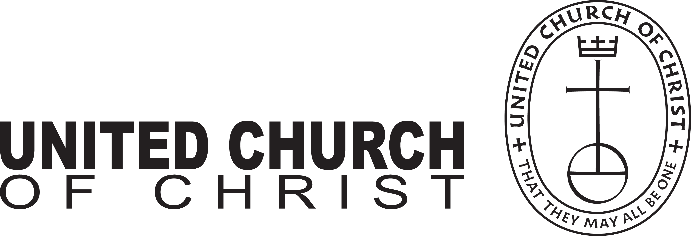 UNITED CHURCH
OF CHRIST
UNITED CHURCH OF CHRIST
THAT THEY MAY ALL BE ONE